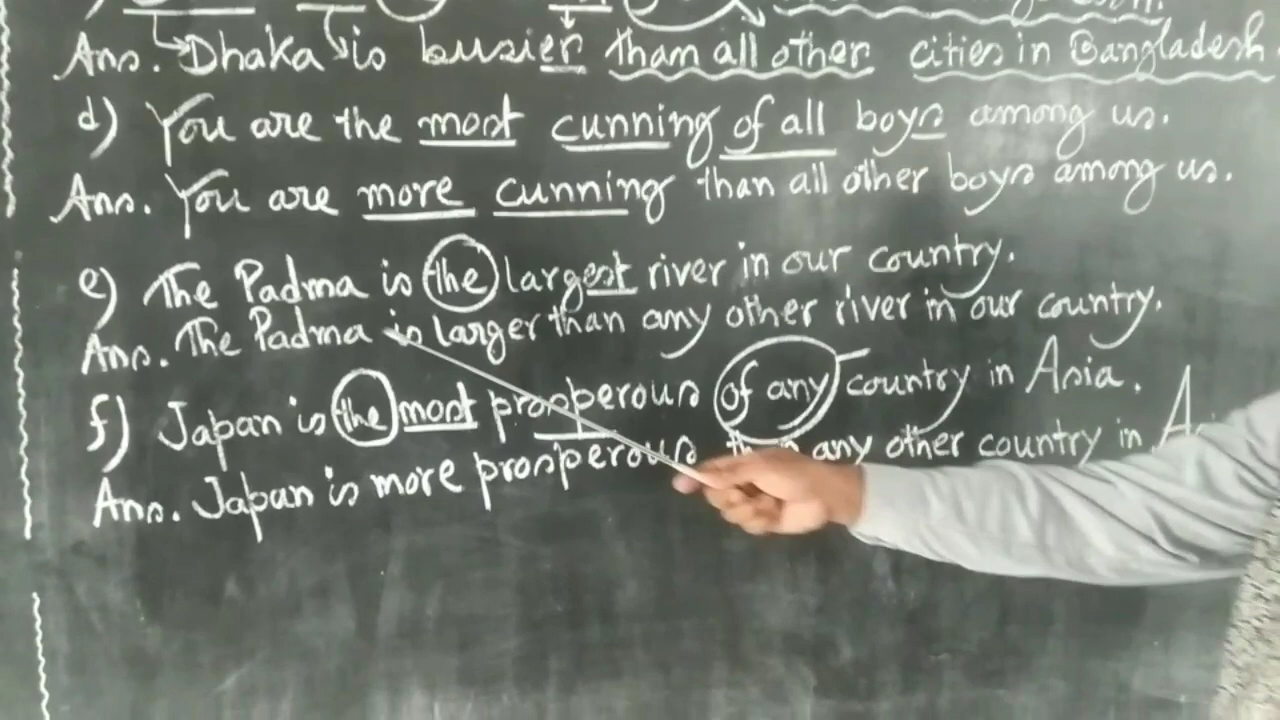 Ans. Dhaka is busier than all other cities in Bangladesh
d) You are the most cunning of all boys among us.
Ans. You are more cunning than all other boys among us.
e) The Padma is the largest river in our country.
Ans. The Padma is larger than any other river in our country.
f) Japan is the most prosperous of any country in Asia.
Ans. Japan is more prosperous than any other country in